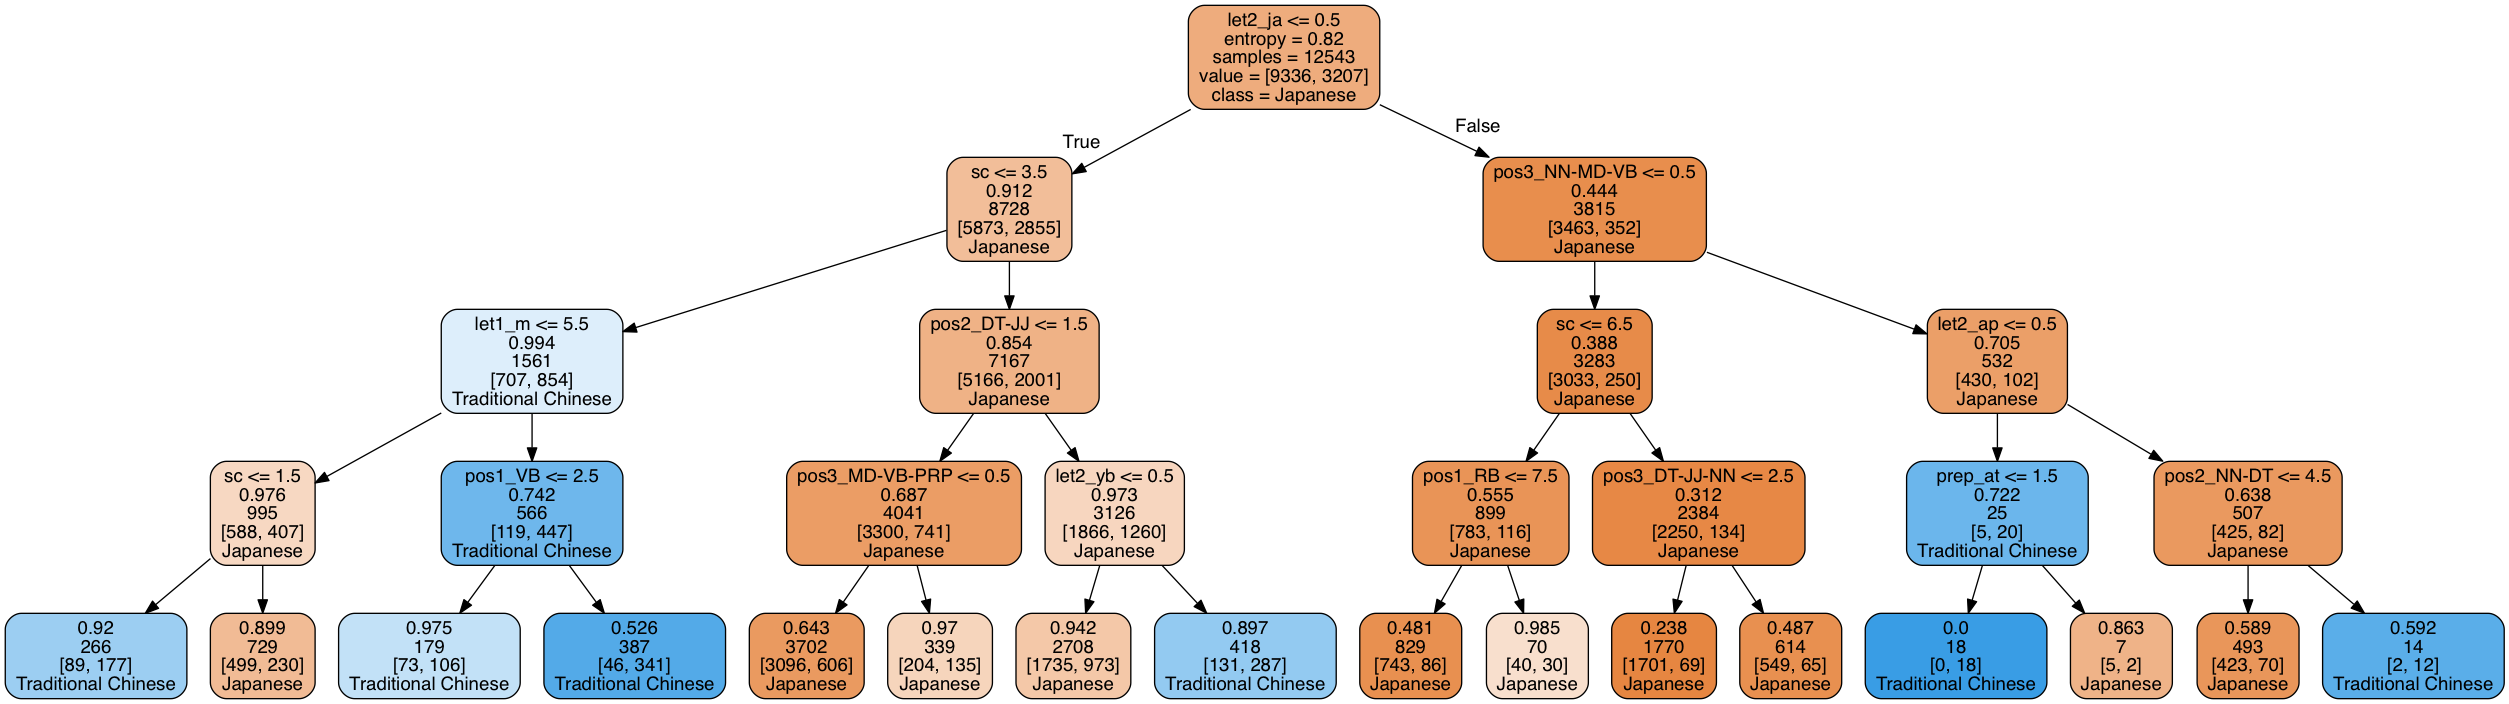 let2_ja <= 0.5
entropy = 0.82
samples = 12543
value = [9336, 3207]
class = Japanese
True
False
sc <= 3.5
0.912
8728
[5873, 2855]
Japanese
pos3_NN-MD-VB <= 0.5
0.444
3815
[3463, 352]
Japanese
let1_m <= 5.5
0.994
1561
[707, 854]
Traditional Chinese
pos2_DT-JJ <= 1.5
0.854
7167
[5166, 2001]
Japanese
sc <= 6.5
0.388
3283
[3033, 250]
Japanese
let2_ap <= 0.5
0.705
532
[430, 102]
Japanese
sc <= 1.5
0.976
995
[588, 407]
Japanese
pos1_VB <= 2.5
0.742
566
[119, 447]
Traditional Chinese
pos3_MD-VB-PRP <= 0.5
0.687
4041
[3300, 741]
Japanese
let2_yb <= 0.5
0.973
3126
[1866, 1260]
Japanese
pos1_RB <= 7.5
0.555
899
[783, 116]
Japanese
pos3_DT-JJ-NN <= 2.5
0.312
2384
[2250, 134]
Japanese
prep_at <= 1.5
0.722
25
[5, 20]
Traditional Chinese
pos2_NN-DT <= 4.5
0.638
507
[425, 82]
Japanese
0.92
266
[89, 177]
Traditional Chinese
0.899
729
[499, 230]
Japanese
0.975
179
[73, 106]
Traditional Chinese
0.526
387
[46, 341]
Traditional Chinese
0.643
3702
[3096, 606]
Japanese
0.97
339
[204, 135]
Japanese
0.942
2708
[1735, 973]
Japanese
0.897
418
[131, 287]
Traditional Chinese
0.481
829
[743, 86]
Japanese
0.985
70
[40, 30]
Japanese
0.238
1770
[1701, 69]
Japanese
0.487
614
[549, 65]
Japanese
0.0
18
[0, 18]
Traditional Chinese
0.863
7
[5, 2]
Japanese
0.589
493
[423, 70]
Japanese
0.592
14
[2, 12]
Traditional Chinese